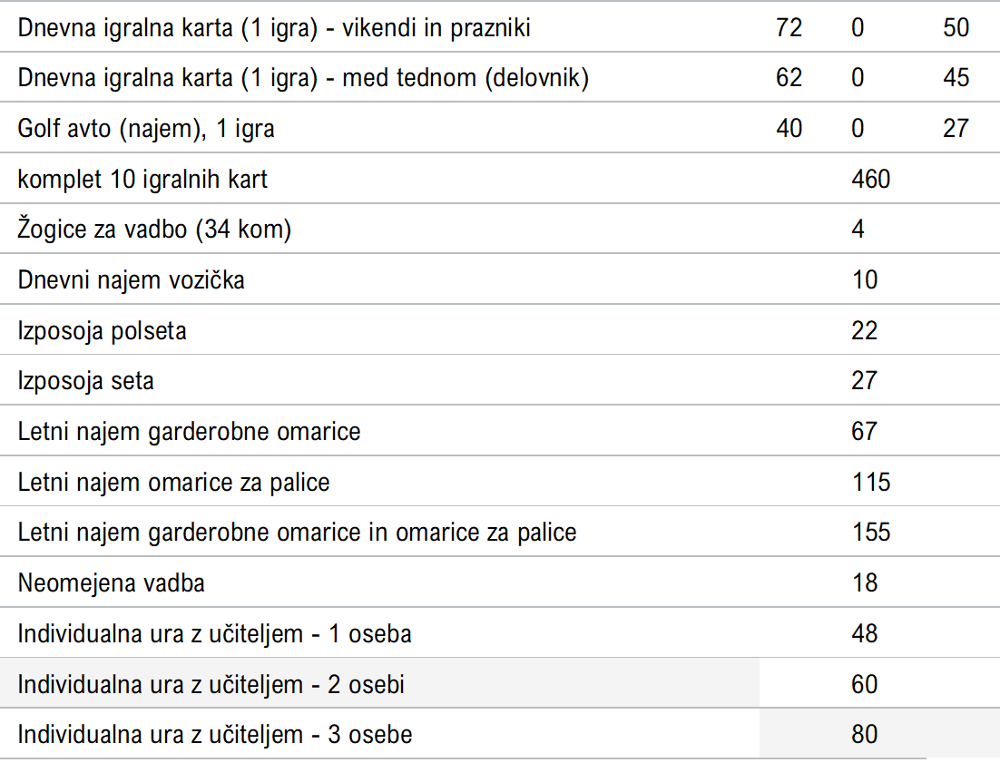 Dnevna igralna karta (1 igra) - vikendi in prazniki 72 0 50
Dnevna igralna karta (1 igra) - med tednom (delovnik) 62 0 45
Golf avto (najem), 1 igra 40 0 27
komplet 10 igralnih kart 460
Žogice za vadbo (34 kom) 4
Dnevni najem vozička 10
Izposoja polseta 22
Izposoja seta 27
Letni najem garderobne omarice 67
Letni najem omarice za palice 115
Letni najem garderobne omarice in omarice za palice 155
Neomejena vadba 18
Individualna ura z učiteljem - 1 oseba 48
Individualna ura z učiteljem - 2 osebi 60
Individualna ura z učiteljem - 3 osebe 80